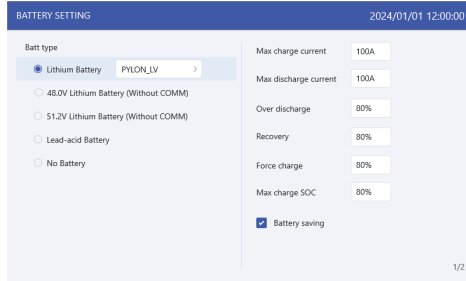 BATTERY SETTING
2024/01/01 12:00:00
Batt type
Lithium Battery PYLON_LV >
48.0V Lithium Battery (Without COMM)
51.2V Lithium Battery (Without COMM)
Lead-acid Battery
No Battery
Max charge current 100A
Max discharge current 100A
Over discharge 80%
Recovery 80%
Force charge 80%
Max charge SOC 80%
Battery saving
1/2